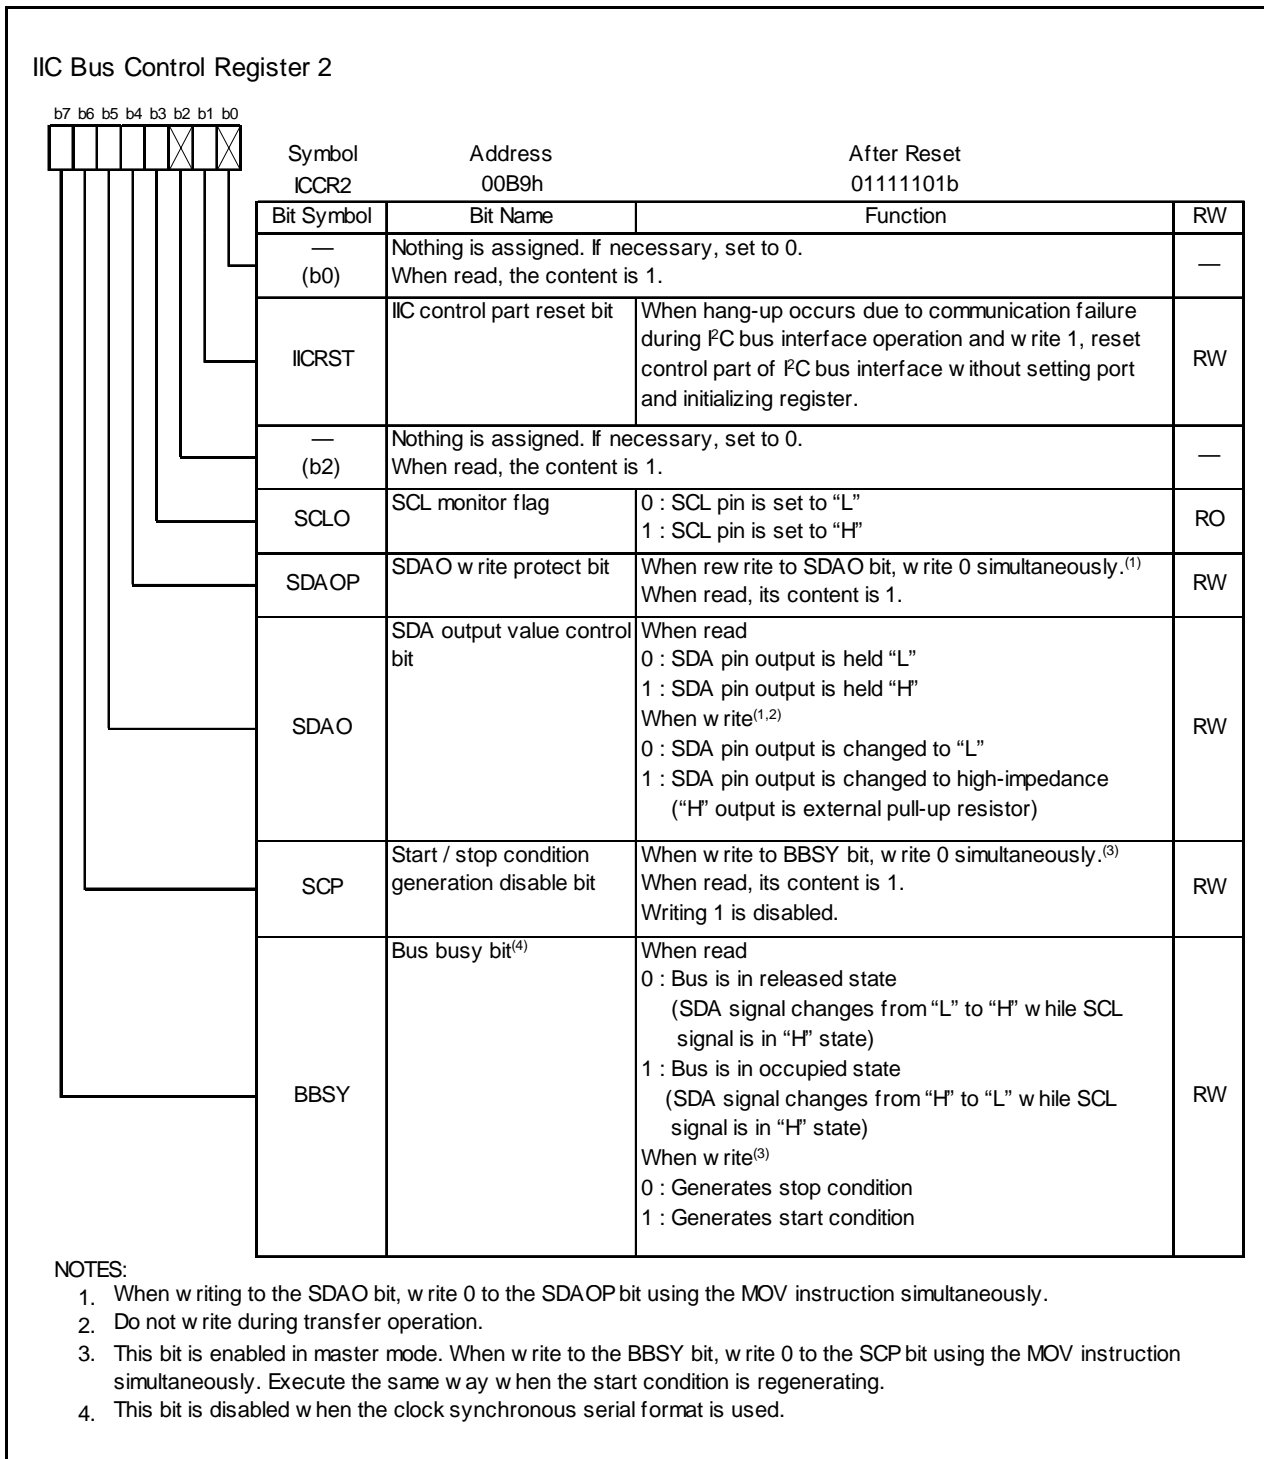 IIC Bus Control Register 2
b7 b6 b5 b4 b3 b2 b1 b0
Symbol Address After Reset
ICCR2 00B9h 01111101b
Bit Symbol Bit Name Function RW
— (b0) Nothing is assigned. If necessary, set to 0.
When read, the content is 1. —
IICRST IIC control part reset bit When hang-up occurs due to communication failure
during I²C bus interface operation and write 1, reset
control part of I²C bus interface without setting port
and initializing register. RW
— (b2) Nothing is assigned. If necessary, set to 0.
When read, the content is 1. —
SCLO SCL monitor flag 0 : SCL pin is set to “L”
1 : SCL pin is set to “H” RO
SDAOP SDAO write protect bit When rewrite to SDAO bit, write 0 simultaneously.(1)
When read, its content is 1. RW
SDAO SDA output value control bit When read
0 : SDA pin output is held “L”
1 : SDA pin output is held “H”
When write(1,2)
0 : SDA pin output is changed to “L”
1 : SDA pin output is changed to high-impedance
(“H” output is external pull-up resistor) RW
SCP Start / stop condition generation disable bit When write to BBSY bit, write 0 simultaneously.(3)
When read, its content is 1.
Writing 1 is disabled. RW
BBSY Bus busy bit(4) When read
0 : Bus is in released state
(SDA signal changes from “L” to “H” while SCL
signal is in “H” state)
1 : Bus is in occupied state
(SDA signal changes from “H” to “L” while SCL
signal is in “H” state)
When write(3)
0 : Generates stop condition
1 : Generates start condition RW
NOTES:
1. When writing to the SDAO bit, write 0 to the SDAOP bit using the MOV instruction simultaneously.
2. Do not write during transfer operation.
3. This bit is enabled in master mode. When write to the BBSY bit, write 0 to the SCP bit using the MOV instruction
simultaneously. Execute the same way when the start condition is regenerating.
4. This bit is disabled when the clock synchronous serial format is used.